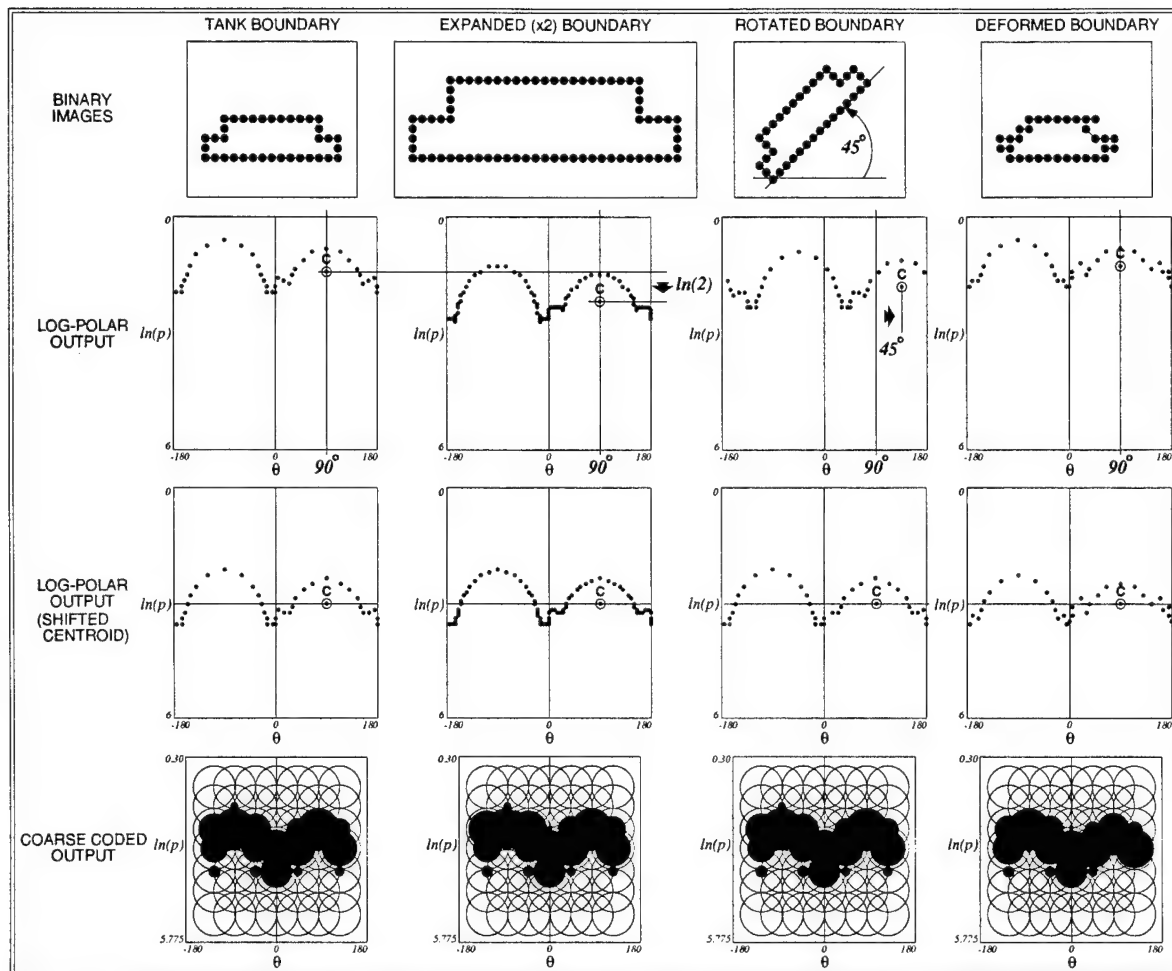 TANK BOUNDARY EXPANDED (x2) BOUNDARY ROTATED BOUNDARY DEFORMED BOUNDARY
BINARY
IMAGES
45°
0 0 0 0
C C C C
ln(2)
LOG-POLAR
OUTPUT
ln(p) ln(p) ln(p) ln(p)
45°
6 6 6 6
-180 180 -180 180 -180 180 -180 180
θ 90° θ 90° θ 90° θ 90°
0 0 0 0
C C C C
LOG-POLAR
OUTPUT
(SHIFTED
CENTROID)
ln(p) ln(p) ln(p) ln(p)
6 6 6 6
-180 0 180 -180 0 180 -180 0 180 -180 0 180
θ θ θ θ
0.30 0.30 0.30 0.30
COARSE CODED
OUTPUT
ln(p) ln(p) ln(p) ln(p)
5.775 5.775 5.775 5.775
-180 0 180 -180 0 180 -180 0 180 -180 0 180
θ θ θ θ